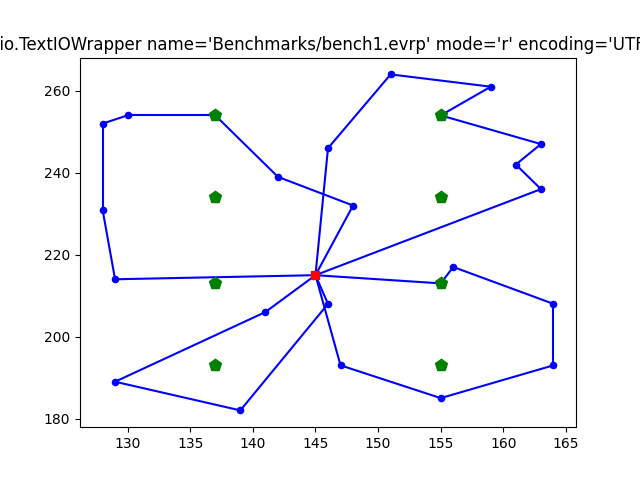 io.TextIOWrapper name='Benchmarks/bench1.evrp' mode='r' encoding='UTF
260
240
220
200
180
130 135 140 145 150 155 160 165